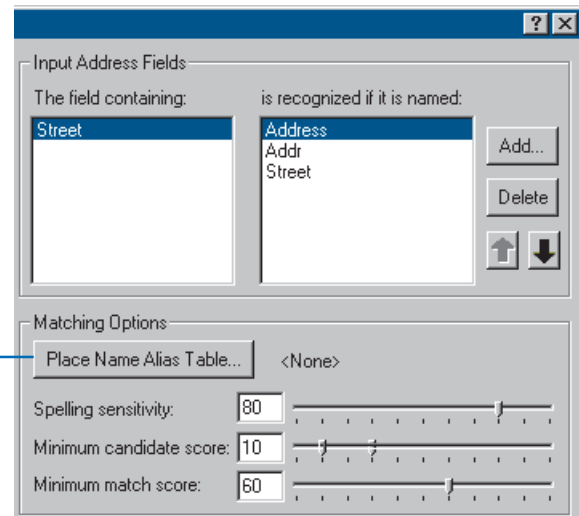 Input Address Fields
The field containing:
is recognized if it is named:
Street
Address
Addr
Street
Add...
Delete
Matching Options
Place Name Alias Table...
<None>
Spelling sensitivity: 80
Minimum candidate score: 10
Minimum match score: 60